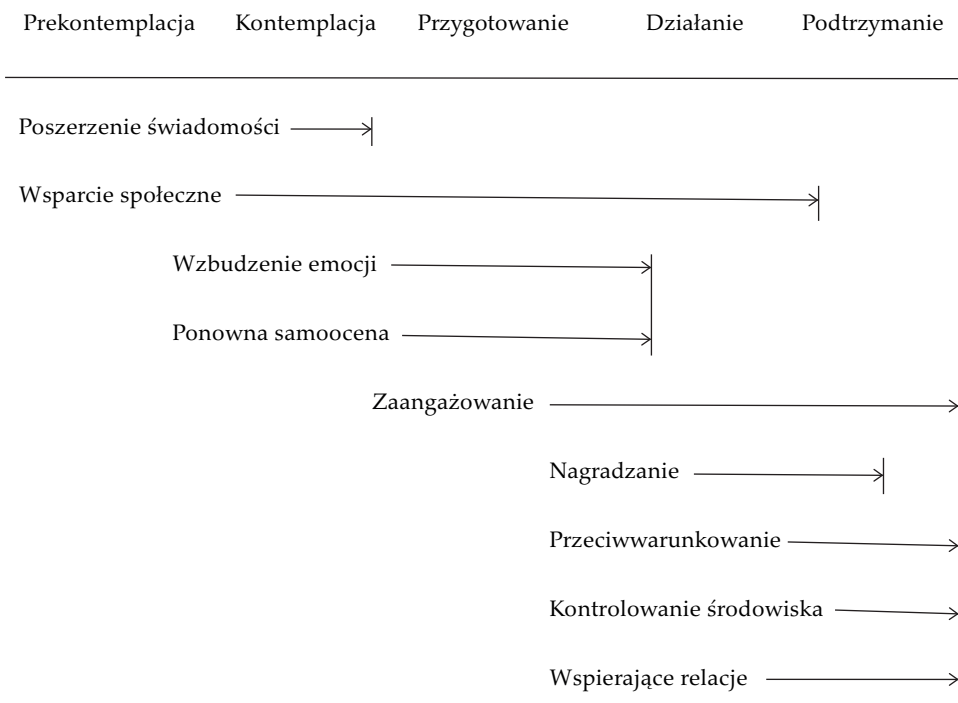 Prekontemplacja Kontemplacja Przygotowanie Działanie Podtrzymanie
Poszerzenie świadomości
Wsparcie społeczne
Wzbudzenie emocji
Ponowna samoocena
Zaangażowanie
Nagradzanie
Przeciwwarunkowanie
Kontrolowanie środowiska
Wspierające relacje